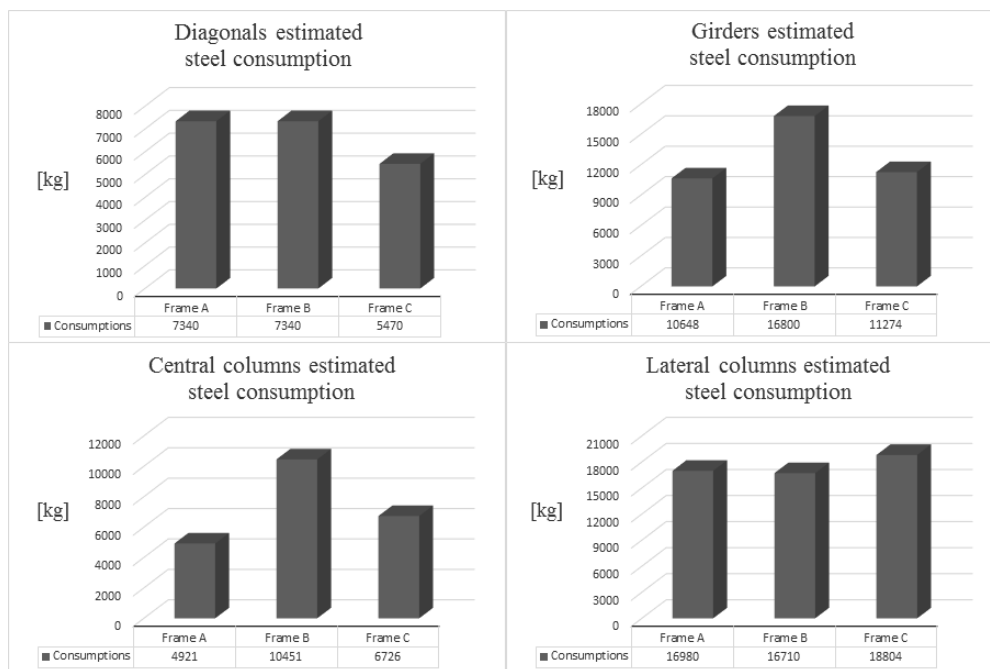 Diagonals estimated
steel consumption
[kg]
8000
7000
6000
5000
4000
3000
2000
1000
0
Frame A Frame B Frame C
Consumptions 7340 7340 5470
Girders estimated
steel consumption
[kg]
18000
15000
12000
9000
6000
3000
0
Frame A Frame B Frame C
Consumptions 10648 16800 11274
Central columns estimated
steel consumption
[kg]
12000
10000
8000
6000
4000
2000
0
Frame A Frame B Frame C
Consumptions 4921 10451 6726
Lateral columns estimated
steel consumption
[kg]
21000
18000
15000
12000
9000
6000
3000
0
Frame A Frame B Frame C
Consumptions 16980 16710 18804